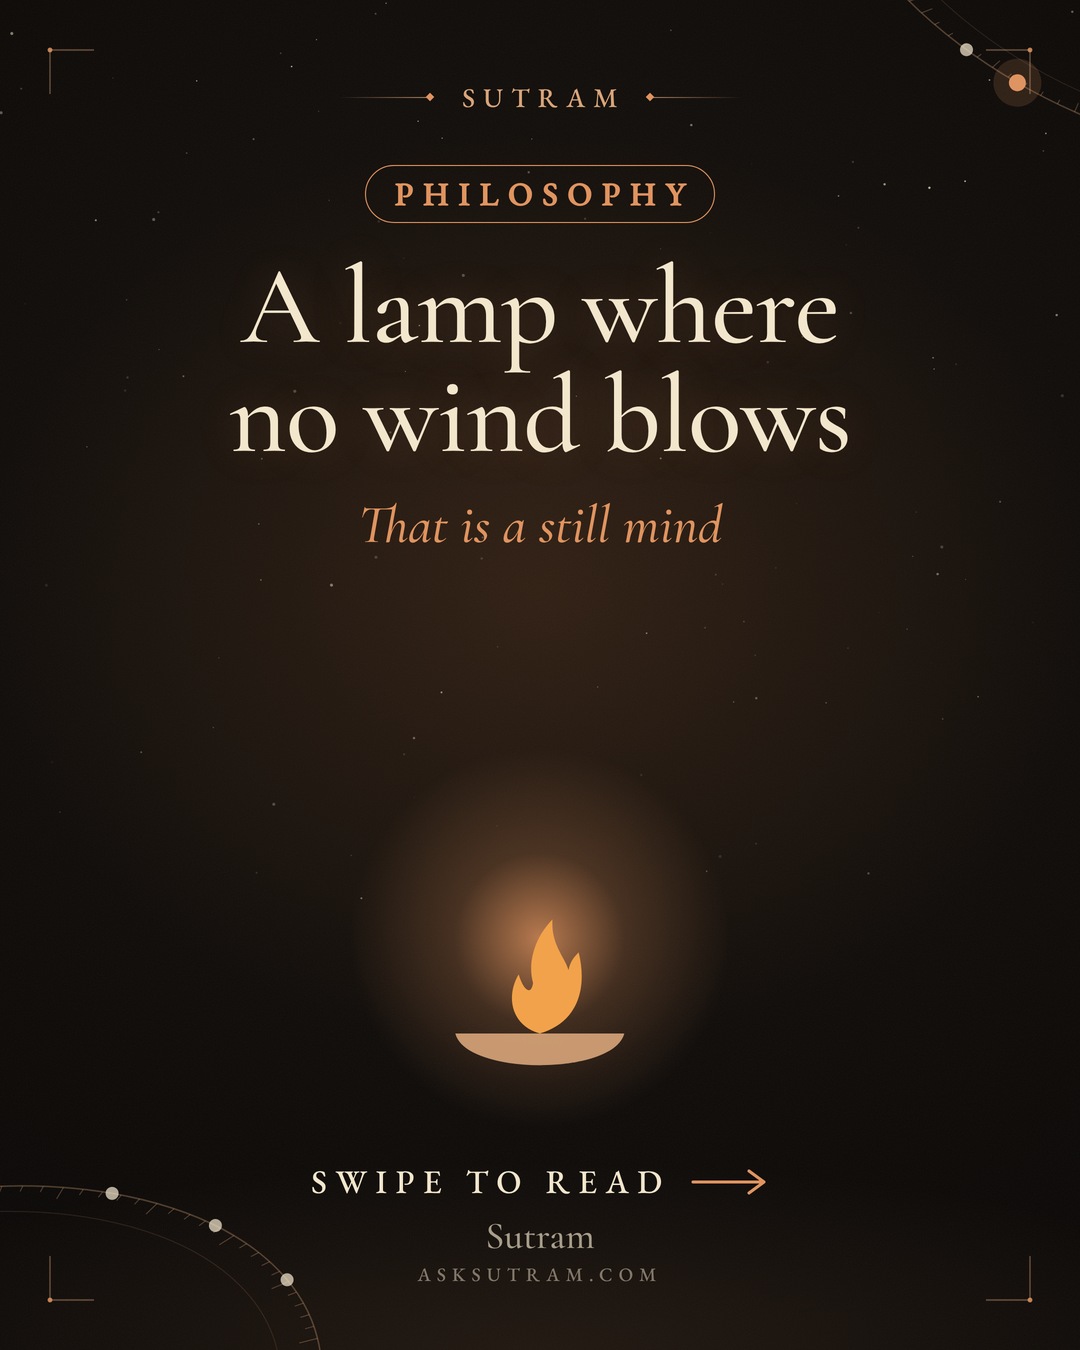 SUTRAM
PHILOSOPHY
A lamp where
no wind blows
That is a still mind
SWIPE TO READ
Sutram
ASKSUTRAM.COM